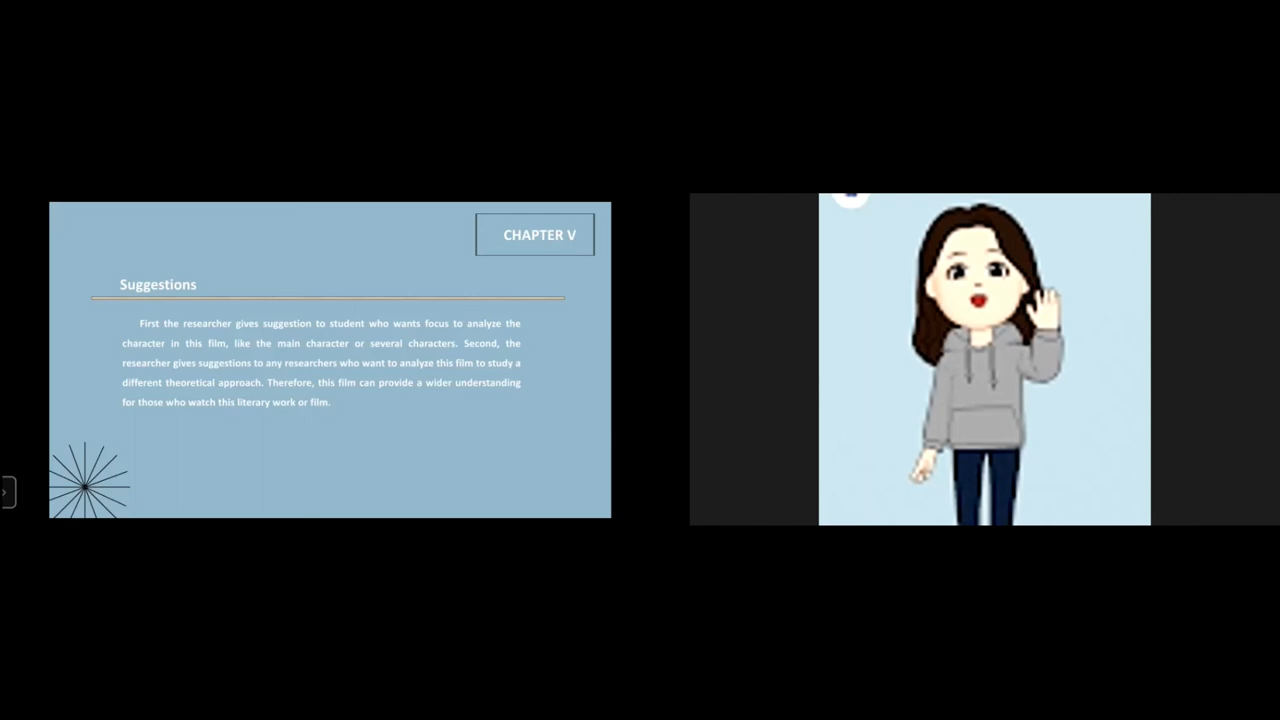 CHAPTER V
Suggestions
First the researcher gives suggestion to student who wants focus to analyze the
character in this film, like the main character or several characters. Second, the
researcher gives suggestions to any researchers who want to analyze this film to study a
different theoretical approach. Therefore, this film can provide a wider understanding
for those who watch this literary work or film.